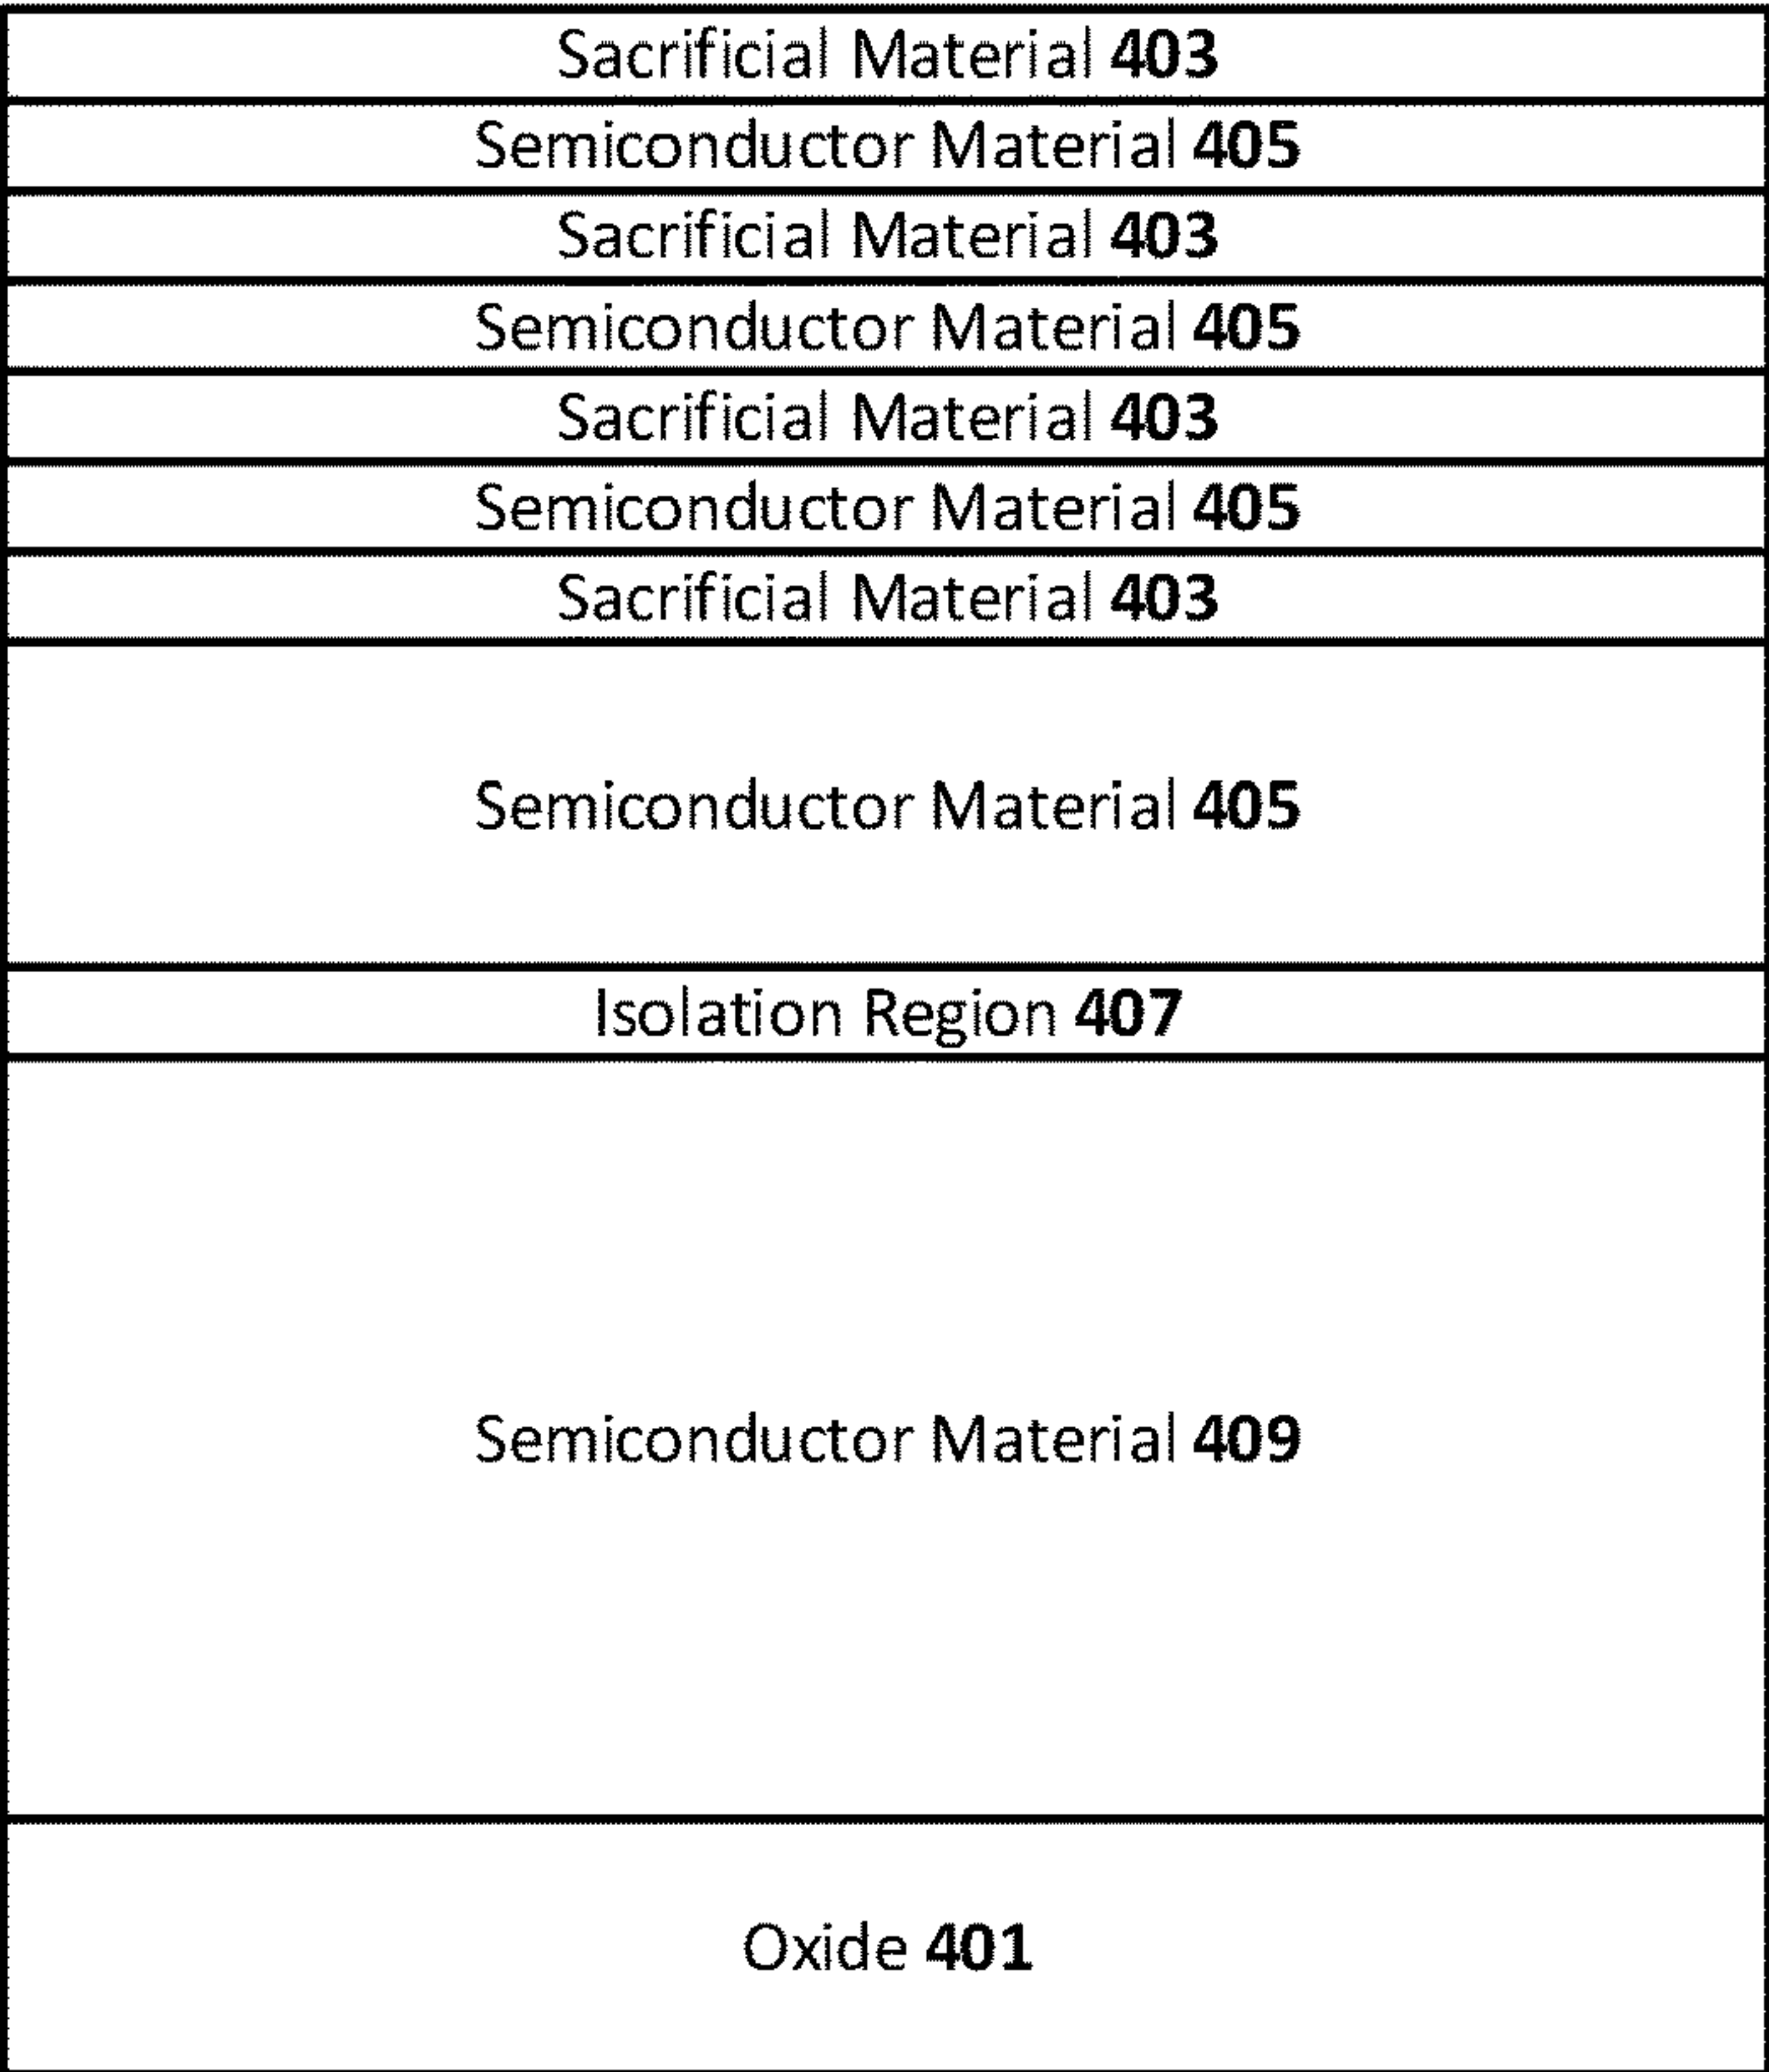 Sacrificial Material 403
Semiconductor Material 405
Sacrificial Material 403
Semiconductor Material 405
Sacrificial Material 403
Semiconductor Material 405
Sacrificial Material 403
Semiconductor Material 405
Isolation Region 407
Semiconductor Material 409
Oxide 401